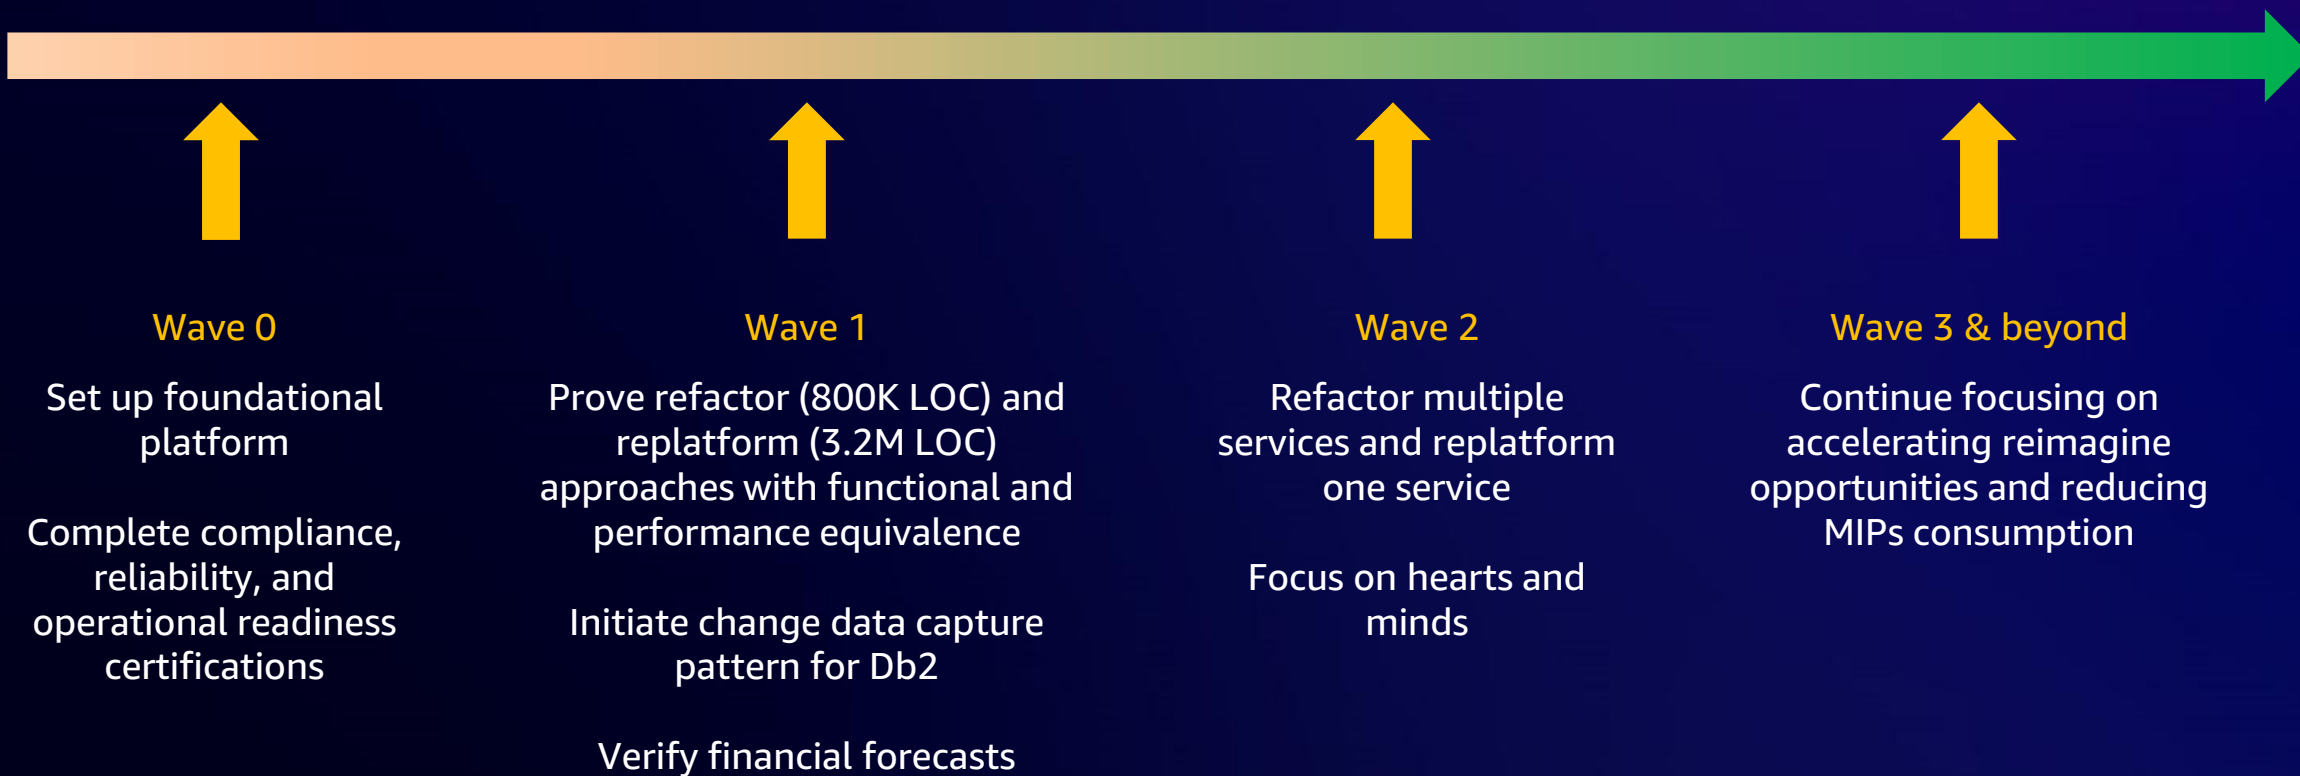 Wave 0
Set up foundational
platform
Complete compliance,
reliability, and
operational readiness
certifications
Wave 1
Prove refactor (800K LOC) and
replatform (3.2M LOC)
approaches with functional and
performance equivalence
Initiate change data capture
pattern for Db2
Verify financial forecasts
Wave 2
Refactor multiple
services and replatform
one service
Focus on hearts and
minds
Wave 3 & beyond
Continue focusing on
accelerating reimagine
opportunities and reducing
MIPs consumption